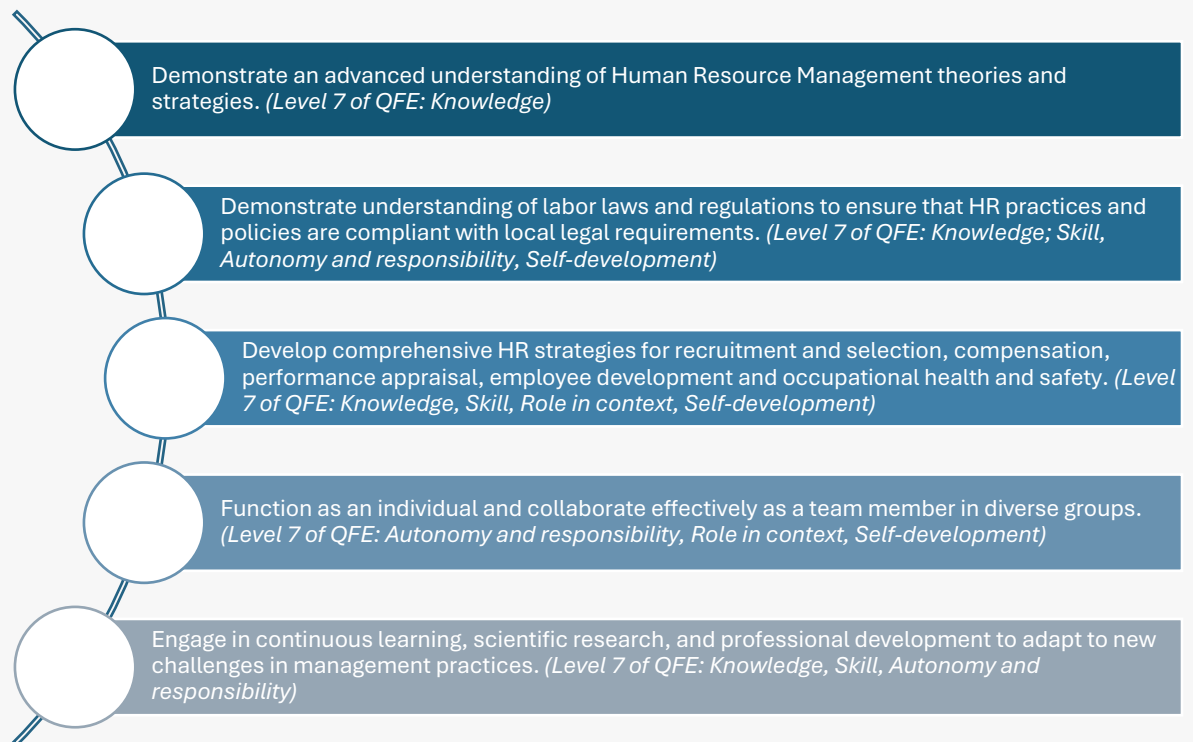 Demonstrate an advanced understanding of Human Resource Management theories and
strategies. (Level 7 of QFE: Knowledge)
Demonstrate understanding of labor laws and regulations to ensure that HR practices and
policies are compliant with local legal requirements. (Level 7 of QFE: Knowledge; Skill,
Autonomy and responsibility, Self-development)
Develop comprehensive HR strategies for recruitment and selection, compensation,
performance appraisal, employee development and occupational health and safety. (Level
7 of QFE: Knowledge, Skill, Role in context, Self-development)
Function as an individual and collaborate effectively as a team member in diverse groups.
(Level 7 of QFE: Autonomy and responsibility, Role in context, Self-development)
Engage in continuous learning, scientific research, and professional development to adapt to new
challenges in management practices. (Level 7 of QFE: Knowledge, Skill, Autonomy and
responsibility)